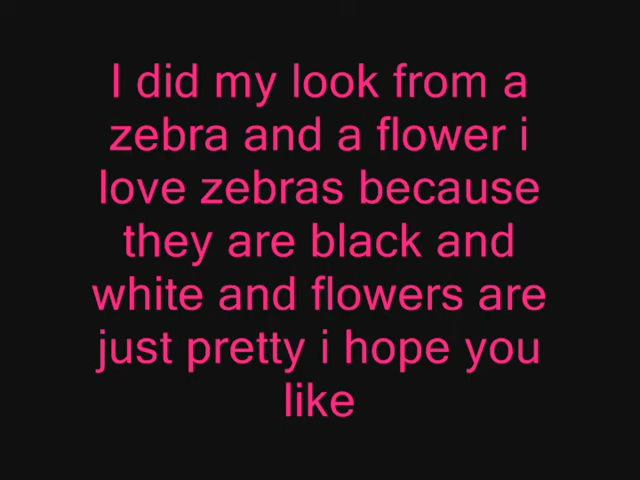 I did my look from a
zebra and a flower i
love zebras because
they are black and
white and flowers are
just pretty i hope you
like